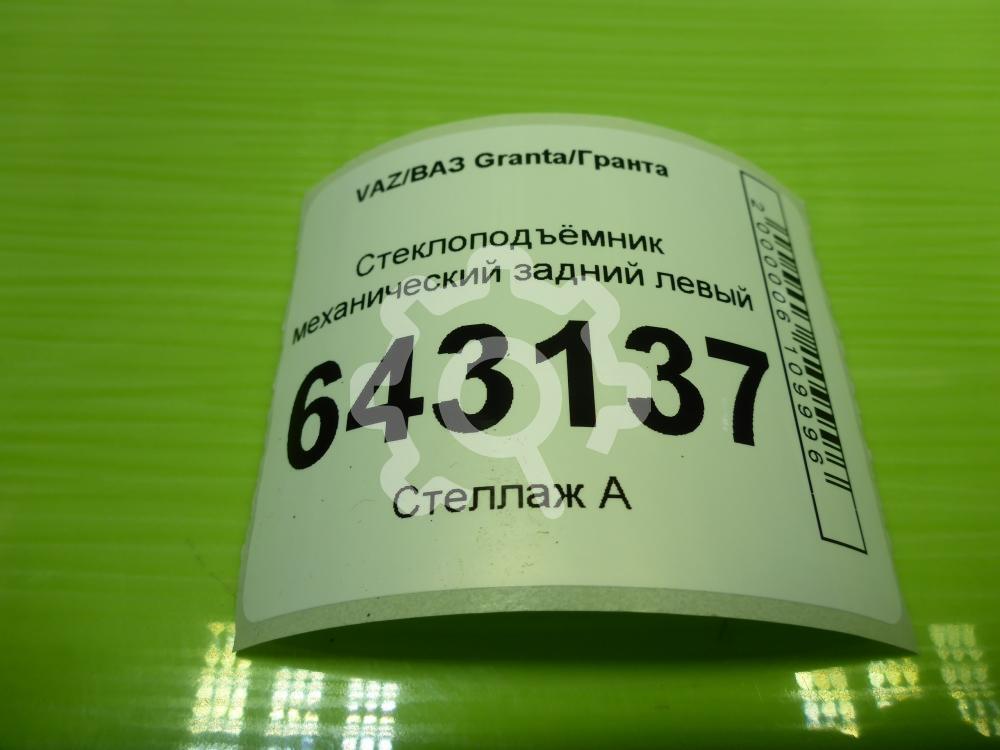 VAZ/ВАЗ Granta/Гранта
Стеклоподъёмник
механический задний левый
643137
Стеллаж А
2000006109996